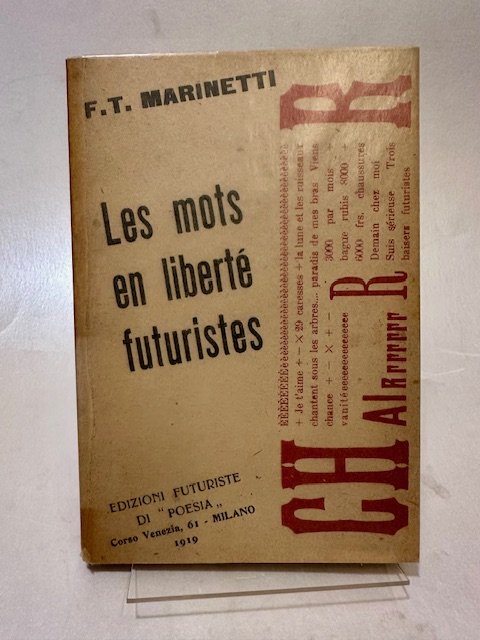 F.T. MARINETTI
Les mots
en liberté
futuristes
EDIZIONI FUTURISTE
DI "POESIA„
Corso Venezia, 61 - MILANO
1919
+ Je t'aime + — × 29 caresses + la lune et les ruisseaux
chantent sous les arbres.... paradis de mes bras Viens
chance + — × + — 3000 par mois +
vanitéeeeeeeeeeeeeee bague rubis 8000 +
6000 frs. chaussures
Demain chez moi
Suis sérieuse Trois
baisers futuristes
CH R R R
AIRrrrrrr